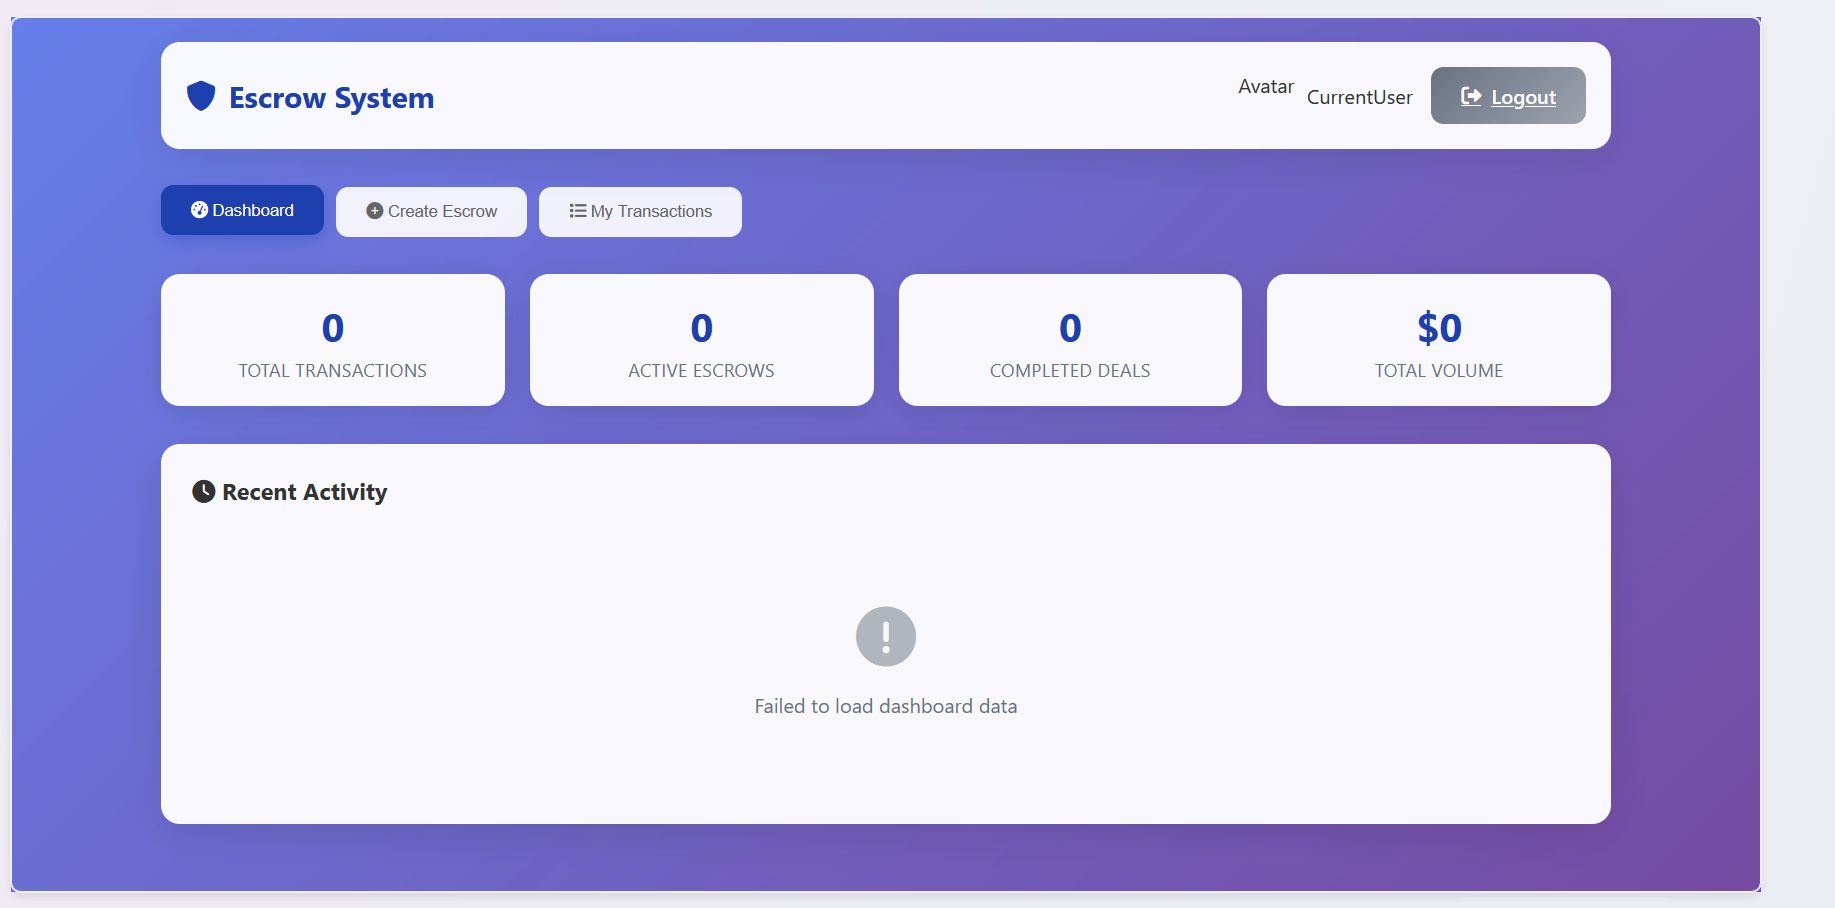 Escrow System
Avatar
CurrentUser
Logout
Dashboard
Create Escrow
My Transactions
0
TOTAL TRANSACTIONS
0
ACTIVE ESCROWS
0
COMPLETED DEALS
$0
TOTAL VOLUME
Recent Activity
Failed to load dashboard data